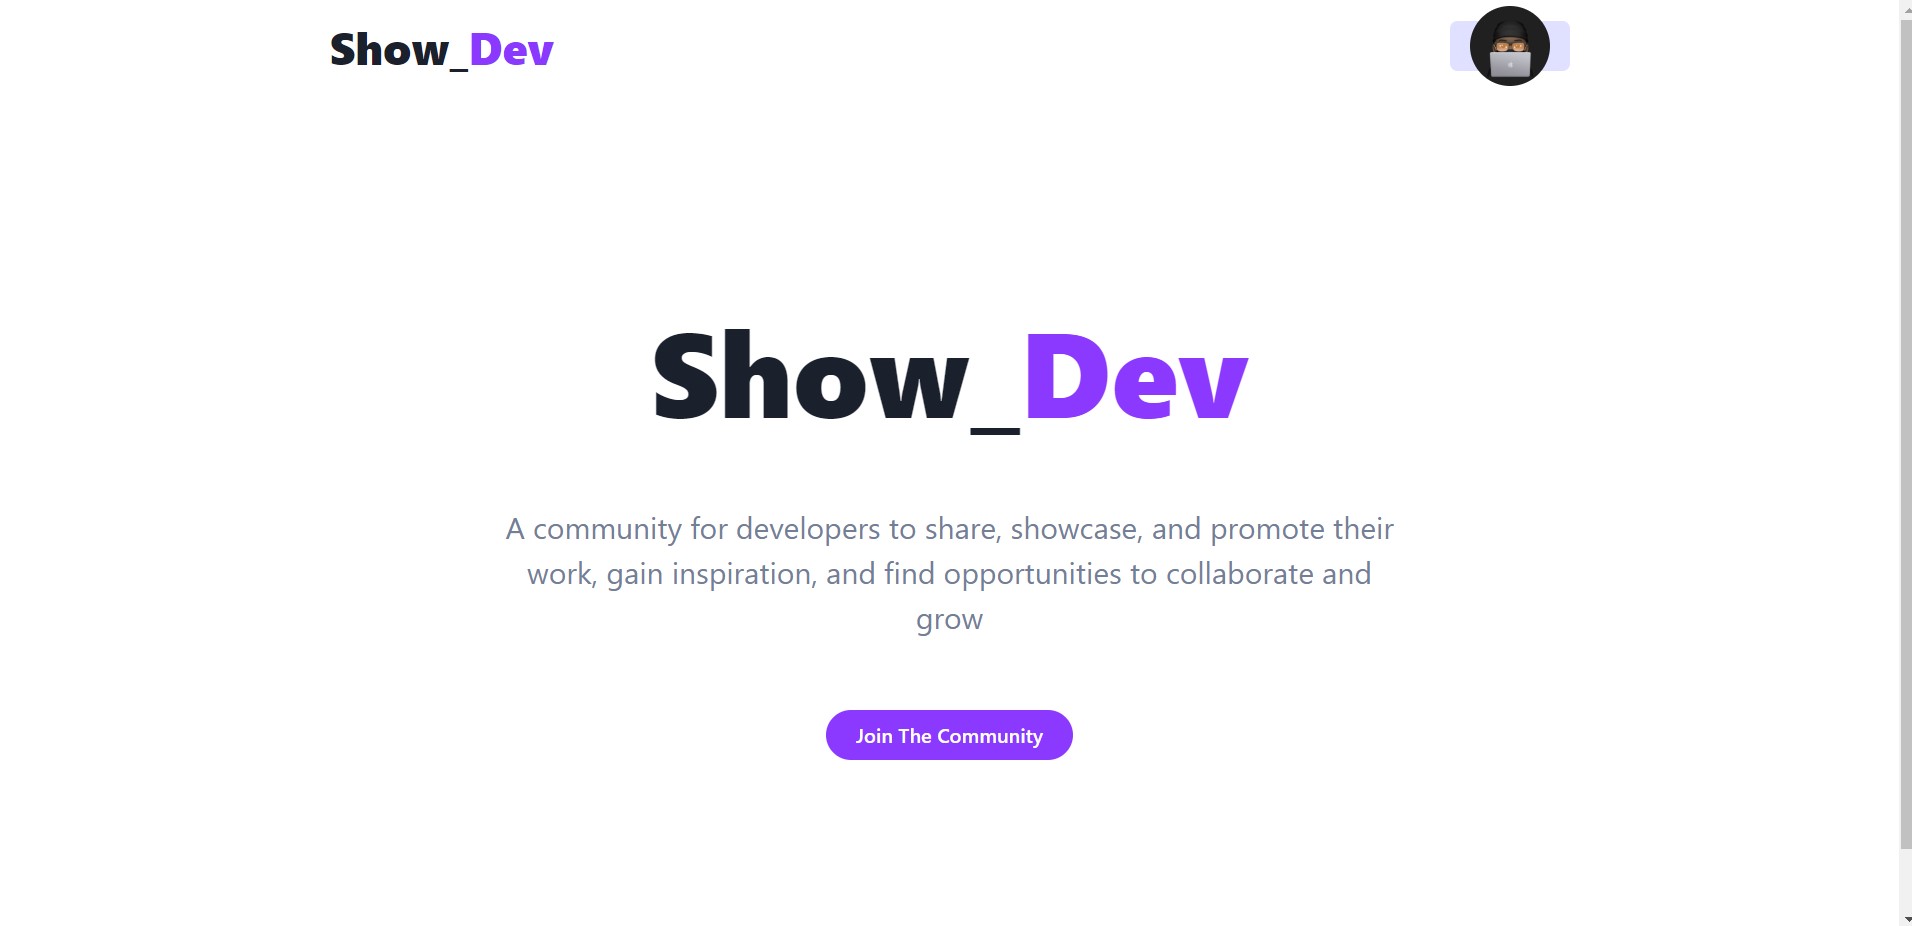 Show_Dev
Show_Dev
A community for developers to share, showcase, and promote their
work, gain inspiration, and find opportunities to collaborate and
grow
Join The Community